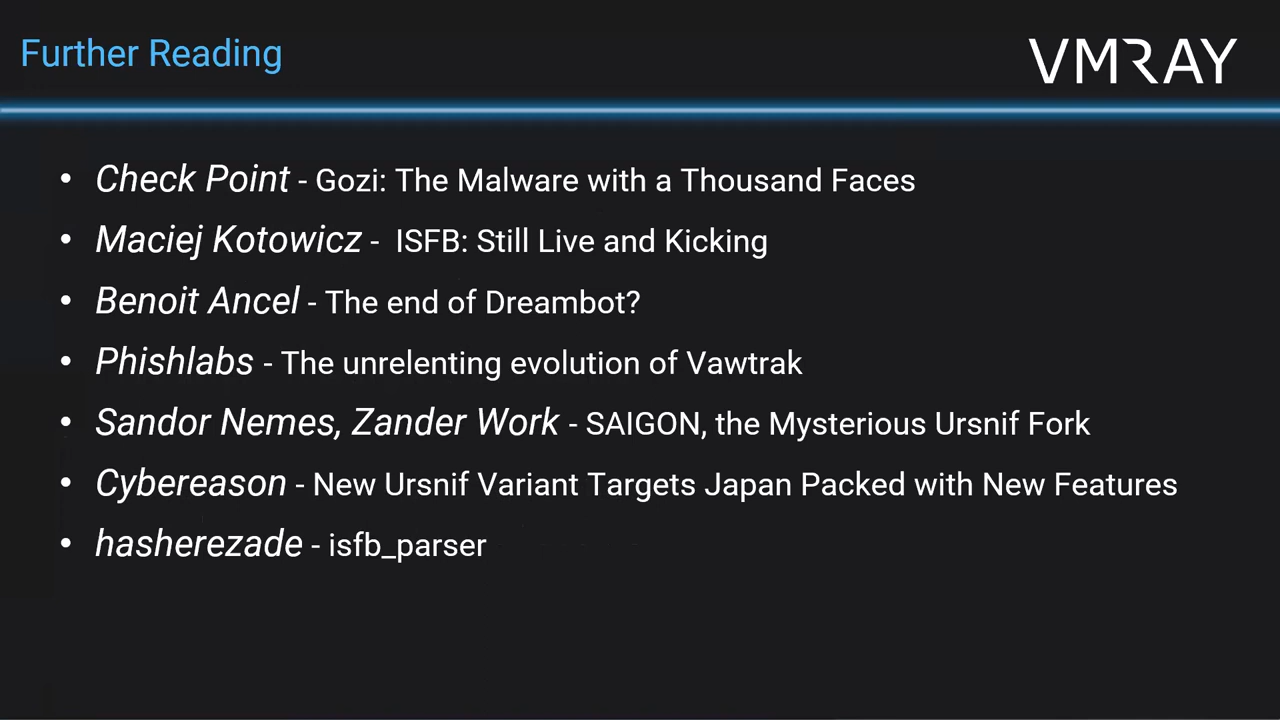 Further Reading
VMRAY
• Check Point - Gozi: The Malware with a Thousand Faces
• Maciej Kotowicz - ISFB: Still Live and Kicking
• Benoit Ancel - The end of Dreambot?
• Phishlabs - The unrelenting evolution of Vawtrak
• Sandor Nemes, Zander Work - SAIGON, the Mysterious Ursnif Fork
• Cybereason - New Ursnif Variant Targets Japan Packed with New Features
• hasherezade - isfb_parser